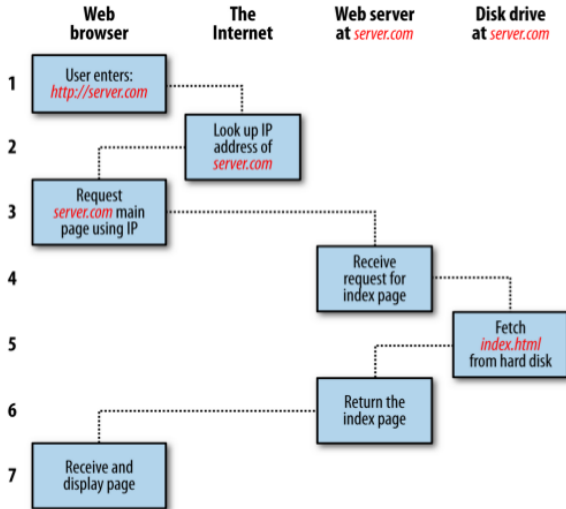 Web browser
The Internet
Web server at server.com
Disk drive at server.com
1
User enters:
http://server.com
2
Look up IP
address of
server.com
3
Request
server.com main
page using IP
4
Receive
request for
index page
5
Fetch
index.html
from hard disk
6
Return the
index page
7
Receive and
display page